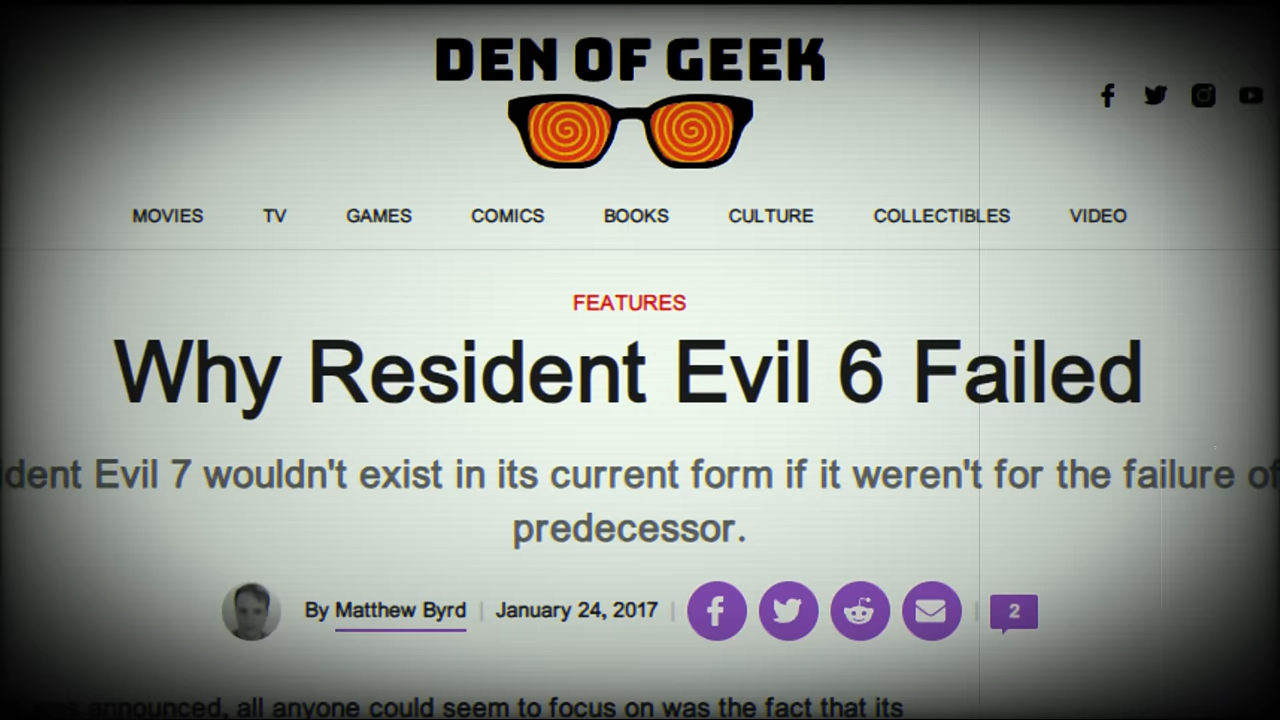 DEN OF GEEK
MOVIES TV GAMES COMICS BOOKS CULTURE COLLECTIBLES VIDEO
FEATURES
Why Resident Evil 6 Failed
ident Evil 7 wouldn't exist in its current form if it weren't for the failure of
predecessor.
By Matthew Byrd | January 24, 2017 | 2
announced, all anyone could seem to focus on was the fact that its